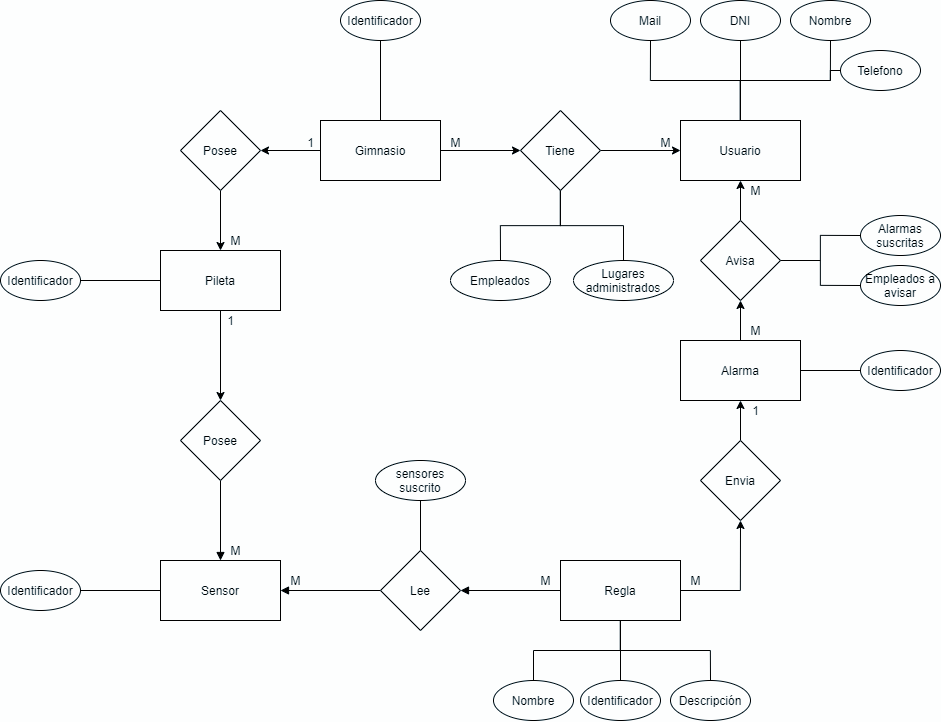 Identificador
Mail
DNI
Nombre
Telefono
Posee
1
Gimnasio
M
Tiene
M
Usuario
M
M
Alarmas
suscritas
Avisa
Empleados a
avisar
Identificador
Pileta
Empleados
Lugares
administrados
1
M
Alarma
Identificador
1
Posee
sensores
suscrito
Envia
M
Identificador
Sensor
M
Lee
M
Regla
M
Nombre
Identificador
Descripción